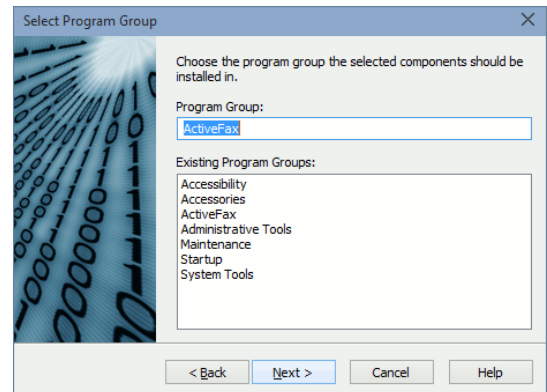 Select Program Group
Choose the program group the selected components should be
installed in.
Program Group:
ActiveFax
Existing Program Groups:
Accessibility
Accessories
ActiveFax
Administrative Tools
Maintenance
Startup
System Tools
< Back
Next >
Cancel
Help